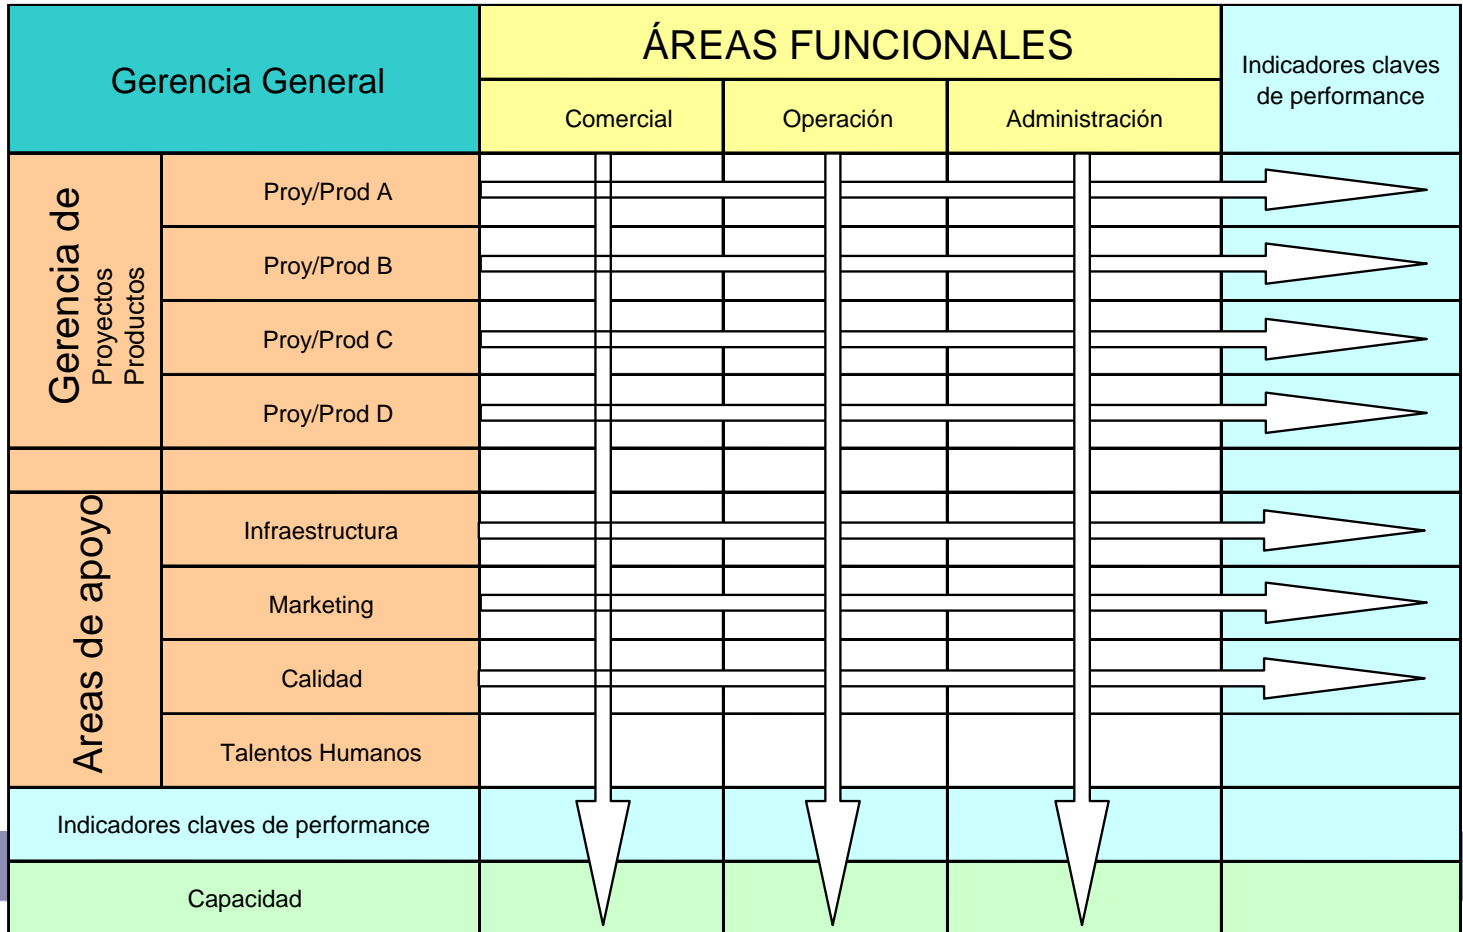 Gerencia General
ÁREAS FUNCIONALES
Indicadores claves
de performance
Comercial
Operación
Administración
Gerencia de
Proyectos
Productos
Proy/Prod A
Proy/Prod B
Proy/Prod C
Proy/Prod D
Areas de apoyo
Infraestructura
Marketing
Calidad
Talentos Humanos
Indicadores claves de performance
Capacidad